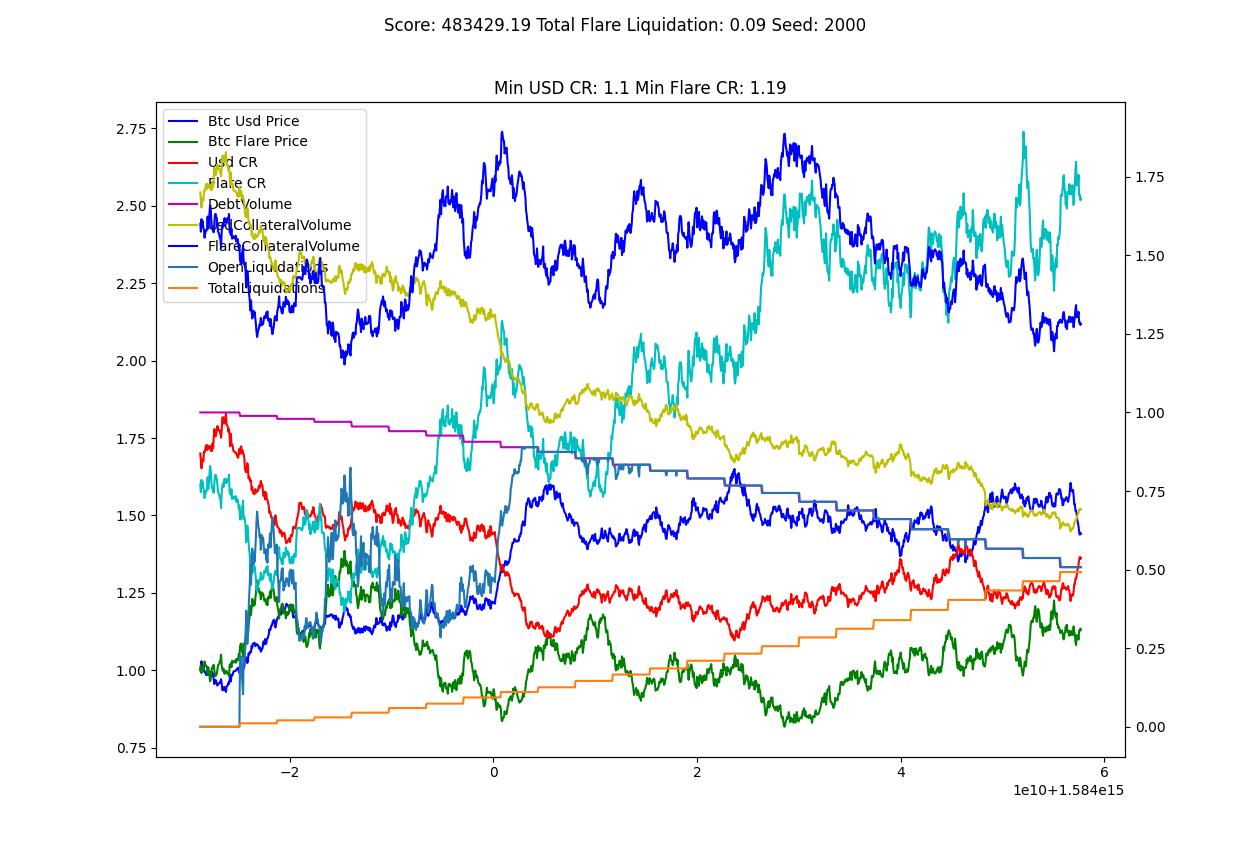 Score: 483429.19 Total Flare Liquidation: 0.09 Seed: 2000
Min USD CR: 1.1 Min Flare CR: 1.19
Btc Usd Price
Btc Flare Price
Usd CR
Flare CR
DebtVolume
UsdCollateralVolume
FlareCollateralVolume
OpenLiquidations
TotalLiquidations
2.75
2.50
2.25
2.00
1.75
1.50
1.25
1.00
0.75
1.75
1.50
1.25
1.00
0.75
0.50
0.25
0.00
−2 0 2 4 6
1e10+1.584e15